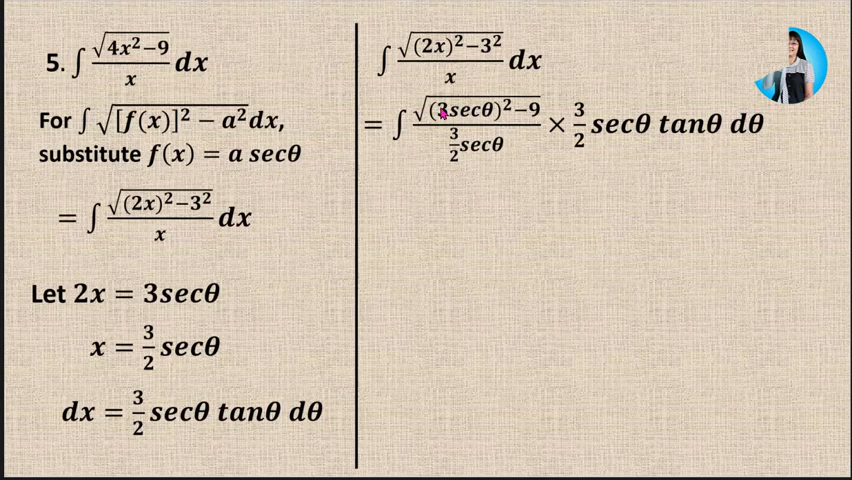 5. ∫ √(4x²−9) / x dx
For ∫ √([f(x)]² − a²) dx,
substitute f(x) = a secθ
= ∫ √((2x)²−3²) / x dx
Let 2x = 3secθ
x = 3/2 secθ
dx = 3/2 secθ tanθ dθ
∫ √((2x)²−3²) / x dx
= ∫ √((3secθ)²−9) / (3/2 secθ) × 3/2 secθ tanθ dθ